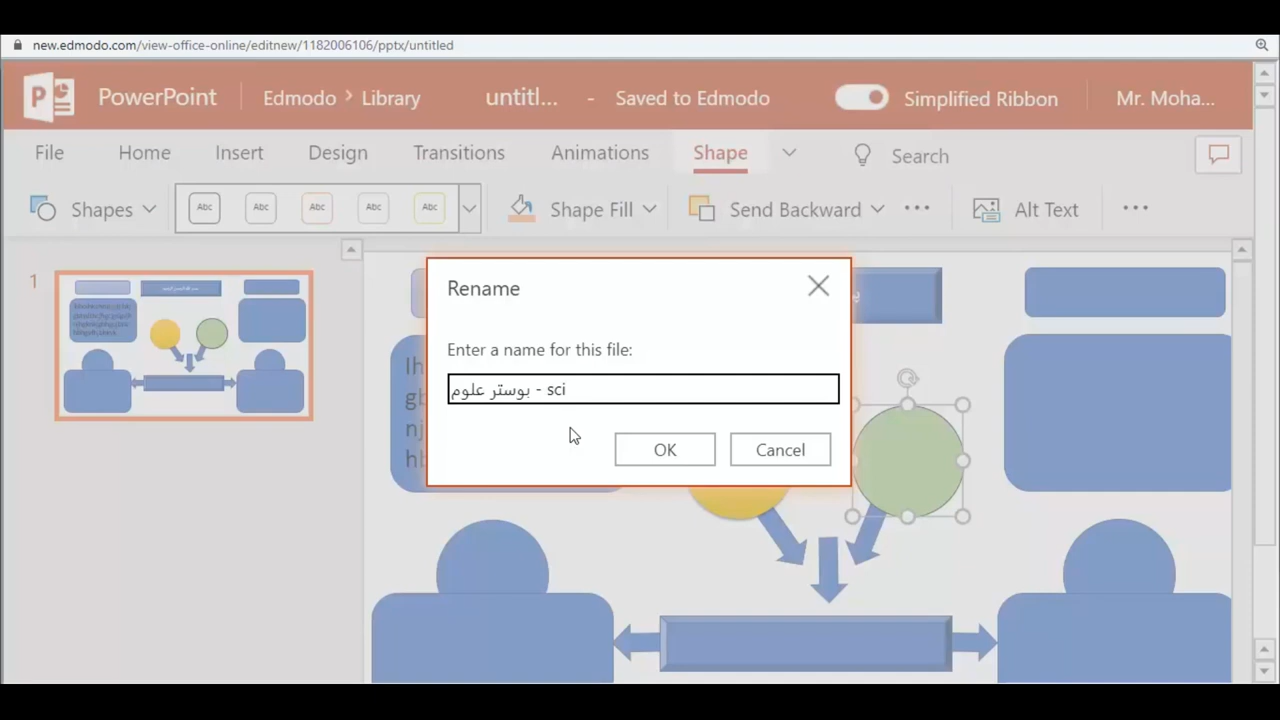 new.edmodo.com/view-office-online/editnew/1182006106/pptx/untitled
PowerPoint Edmodo > Library untitl... - Saved to Edmodo Simplified Ribbon Mr. Moha...
File Home Insert Design Transitions Animations Shape Search
Shapes Abc Abc Abc Abc Abc Shape Fill Send Backward ... Alt Text ...
1
Rename
Enter a name for this file:
بوستر علوم - sci
OK Cancel